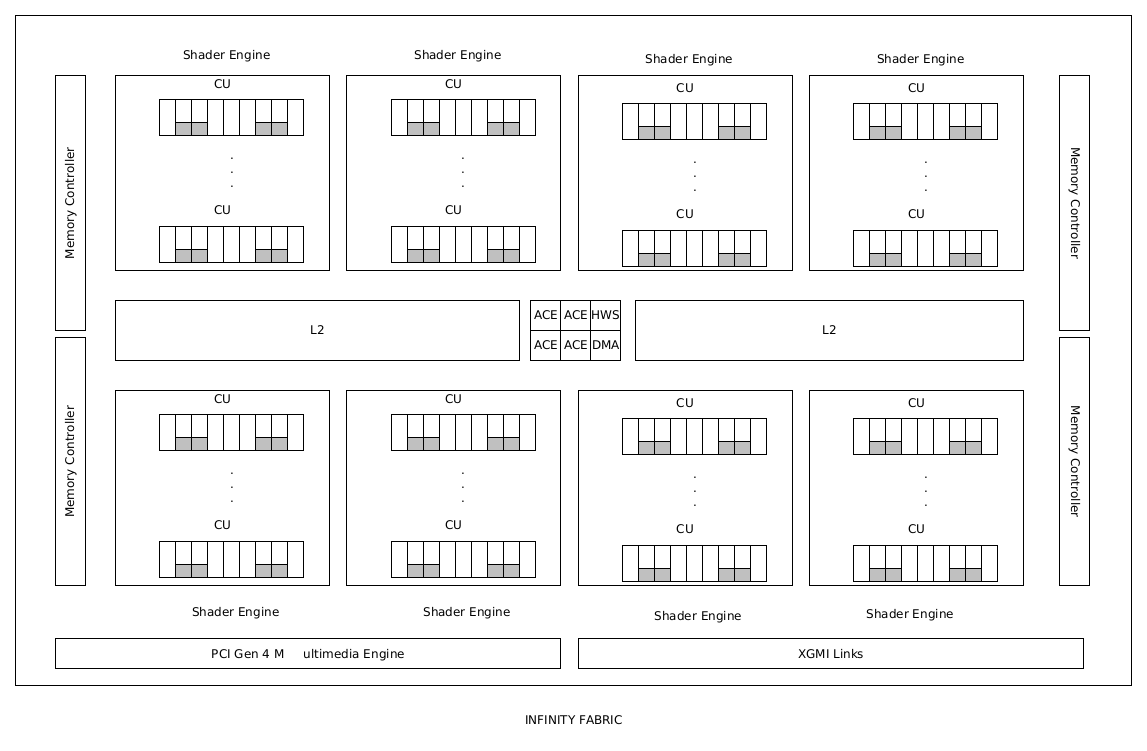 Shader Engine
Shader Engine
Shader Engine
Shader Engine
CU
CU
CU
CU
Memory Controller
Memory Controller
CU
CU
CU
CU
L2
ACE ACE HWS
ACE ACE DMA
L2
CU
CU
CU
CU
Memory Controller
Memory Controller
CU
CU
CU
CU
Shader Engine
Shader Engine
Shader Engine
Shader Engine
PCI Gen 4 M ultimedia Engine
XGMI Links
INFINITY FABRIC